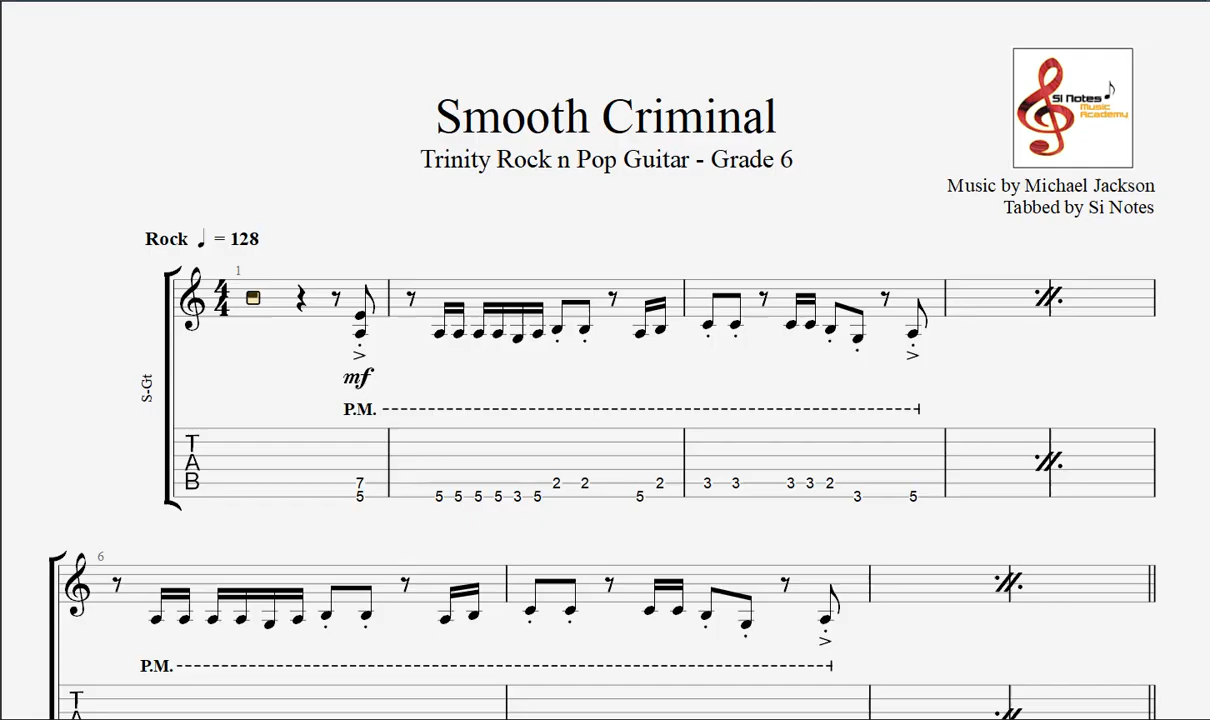 Smooth Criminal
Trinity Rock n Pop Guitar - Grade 6
Si Notes
Music
Academy
Music by Michael Jackson
Tabbed by Si Notes
Rock ♩ = 128
1
4
4
S-Gt
mf
P.M.
T
A
B
7
5
5 5 5 5 3 5 2 2 5 2
3 3 3 3 2 3 5
6
P.M.
T